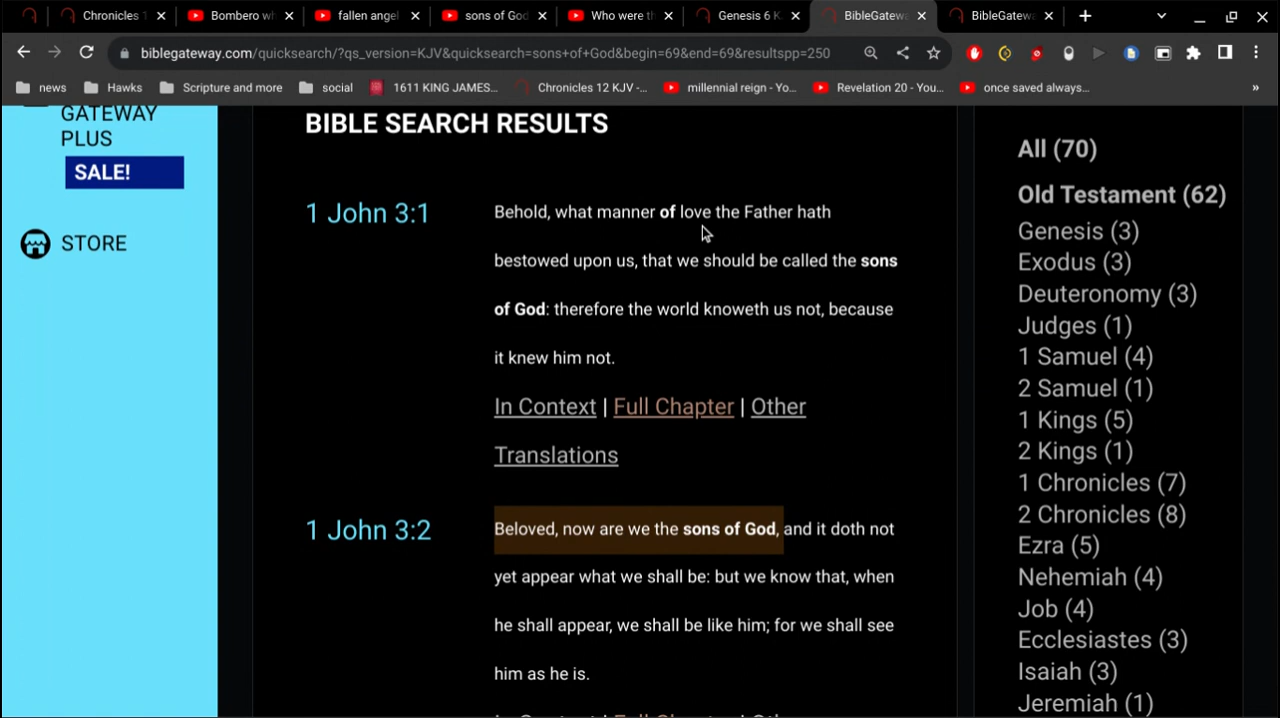 Chronicles 1
Bombero wh
fallen angel
sons of God
Who were th
Genesis 6 K
BibleGatewa
BibleGatewa
biblegateway.com/quicksearch/?qs_version=KJV&quicksearch=sons+of+God&begin=69&end=69&resultspp=250
news
Hawks
Scripture and more
social
1611 KING JAMES...
Chronicles 12 KJV -...
millennial reign - Yo...
Revelation 20 - You...
once saved always...
»
GATEWAY
PLUS
SALE!
STORE
BIBLE SEARCH RESULTS
1 John 3:1
Behold, what manner of love the Father hath
bestowed upon us, that we should be called the sons
of God: therefore the world knoweth us not, because
it knew him not.
In Context | Full Chapter | Other
Translations
1 John 3:2
Beloved, now are we the sons of God, and it doth not
yet appear what we shall be: but we know that, when
he shall appear, we shall be like him; for we shall see
him as he is.
All (70)
Old Testament (62)
Genesis (3)
Exodus (3)
Deuteronomy (3)
Judges (1)
1 Samuel (4)
2 Samuel (1)
1 Kings (5)
2 Kings (1)
1 Chronicles (7)
2 Chronicles (8)
Ezra (5)
Nehemiah (4)
Job (4)
Ecclesiastes (3)
Isaiah (3)
Jeremiah (1)